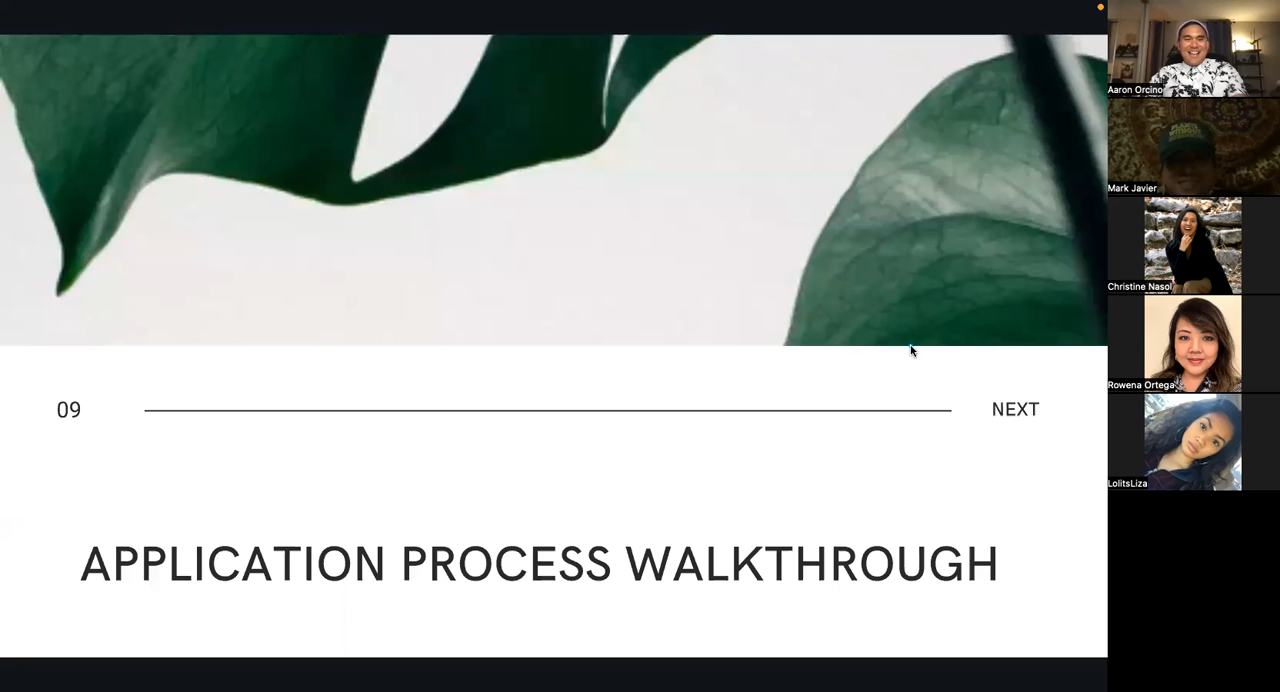 Aaron Orcino
Mark Javier
Christine Nasol
Rowena Ortega
LolitsLiza
09
NEXT
APPLICATION PROCESS WALKTHROUGH